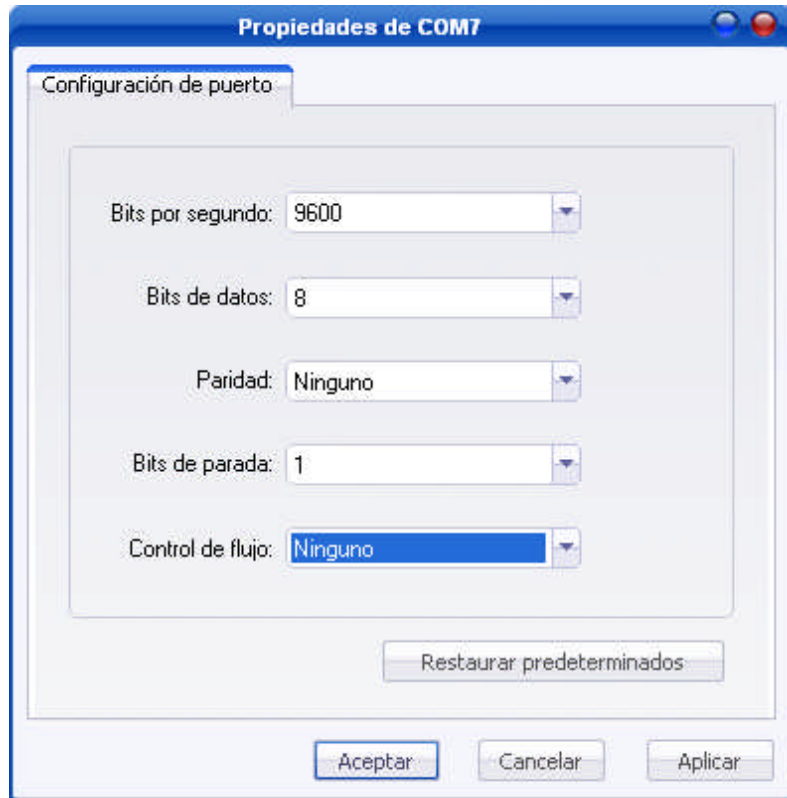 Propiedades de COM7
Configuración de puerto
Bits por segundo: 9600
Bits de datos: 8
Paridad: Ninguno
Bits de parada: 1
Control de flujo: Ninguno
Restaurar predeterminados
Aceptar Cancelar Aplicar